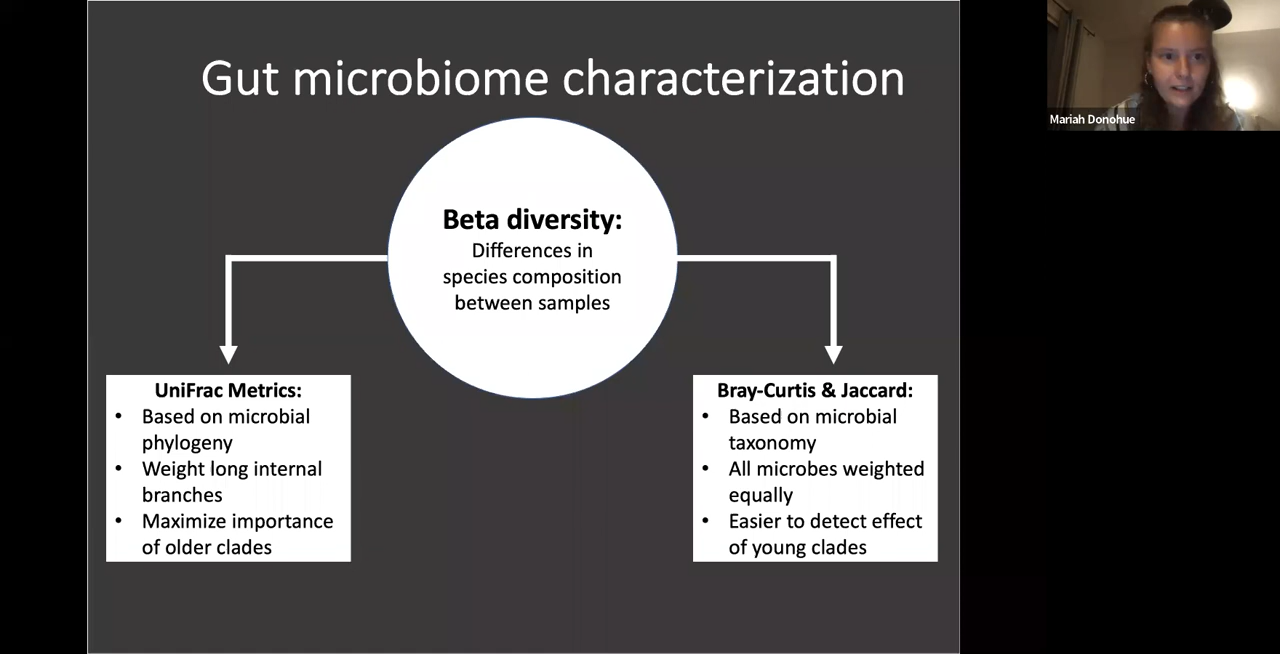 Gut microbiome characterization
Mariah Donohue
Beta diversity:
Differences in
species composition
between samples
UniFrac Metrics:
• Based on microbial
phylogeny
• Weight long internal
branches
• Maximize importance
of older clades
Bray-Curtis & Jaccard:
• Based on microbial
taxonomy
• All microbes weighted
equally
• Easier to detect effect
of young clades